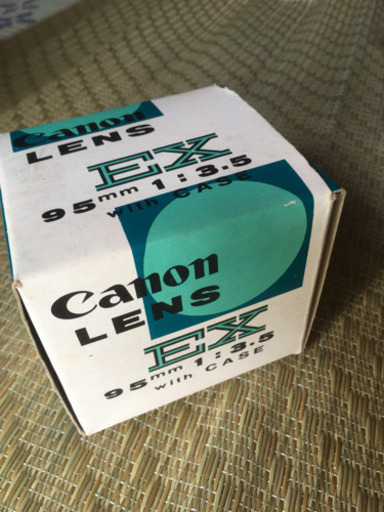 Canon
LENS
EX
95mm 1:3.5
with CASE
Canon
LENS
EX
95mm 1:3.5
with CASE